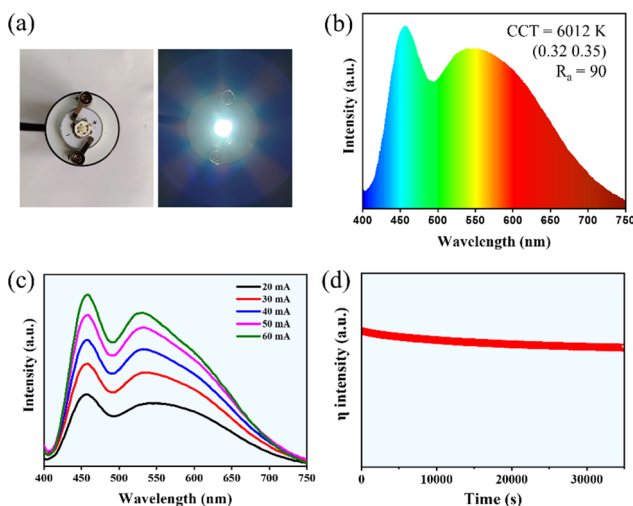 (a)
(b)
CCT = 6012 K
(0.32 0.35)
Ra = 90
Intensity (a.u.)
400 450 500 550 600 650 700 750
Wavelength (nm)
(c)
20 mA
30 mA
40 mA
50 mA
60 mA
Intensity (a.u.)
400 450 500 550 600 650 700 750
Wavelength (nm)
(d)
η intensity (a.u.)
0 10000 20000 30000
Time (s)